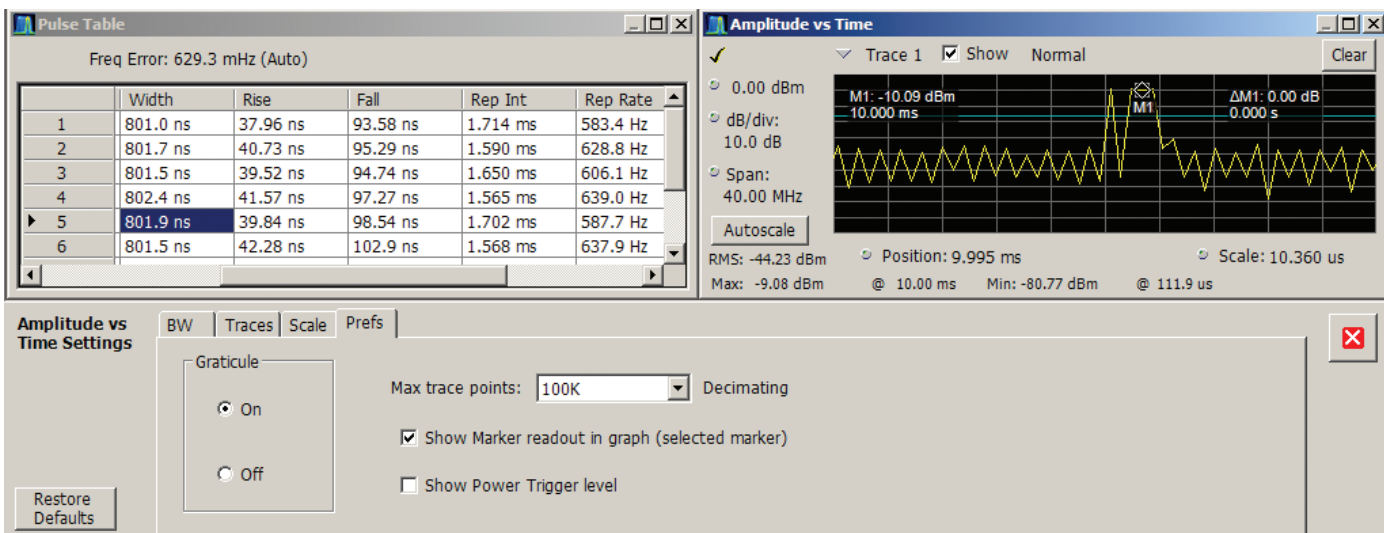 Pulse Table
Freq Error: 629.3 mHz (Auto)
Width Rise Fall Rep Int Rep Rate
1 801.0 ns 37.96 ns 93.58 ns 1.714 ms 583.4 Hz
2 801.7 ns 40.73 ns 95.29 ns 1.590 ms 628.8 Hz
3 801.5 ns 39.52 ns 94.74 ns 1.650 ms 606.1 Hz
4 802.4 ns 41.57 ns 97.27 ns 1.565 ms 639.0 Hz
5 801.9 ns 39.84 ns 98.54 ns 1.702 ms 587.7 Hz
6 801.5 ns 42.28 ns 102.9 ns 1.568 ms 637.9 Hz
Amplitude vs Time
Trace 1 Show Normal Clear
0.00 dBm
dB/div:
10.0 dB
Span:
40.00 MHz
Autoscale
M1: -10.09 dBm
10.000 ms
M1
ΔM1: 0.00 dB
0.000 s
RMS: -44.23 dBm Position: 9.995 ms Scale: 10.360 us
Max: -9.08 dBm @ 10.00 ms Min: -80.77 dBm @ 111.9 us
Amplitude vs
Time Settings
BW Traces Scale Prefs
Graticule
On
Off
Max trace points: 100K Decimating
Show Marker readout in graph (selected marker)
Show Power Trigger level
Restore
Defaults